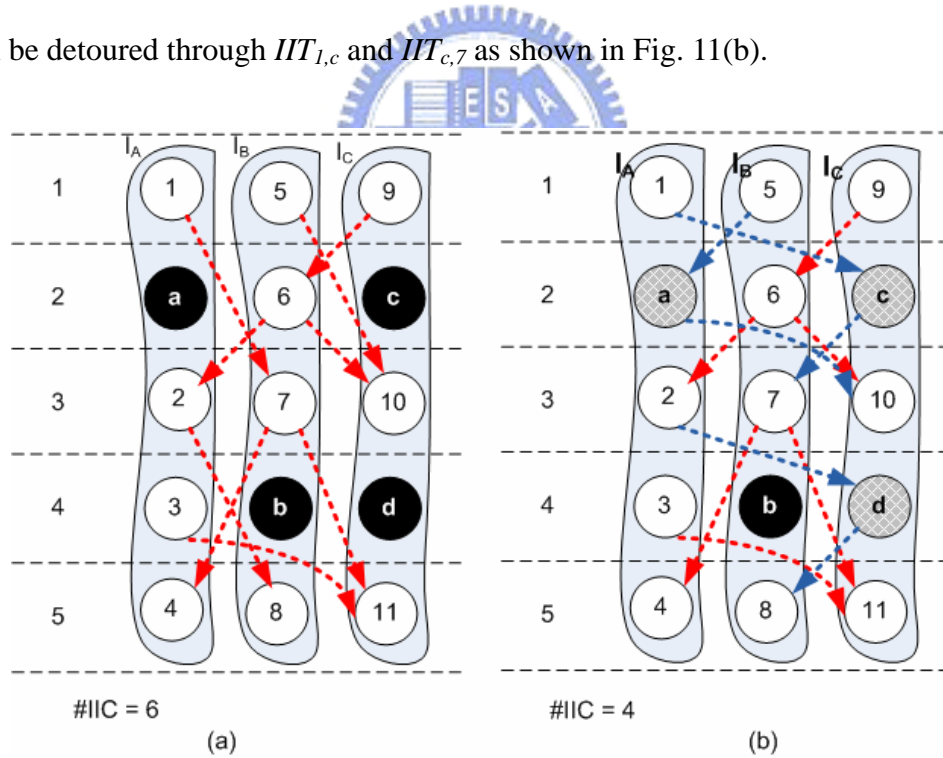 be detoured through IIT1,c and IITc,7 as shown in Fig. 11(b).
E S A
IA IB IC
1 1 5 9
2 a 6 c
3 2 7 10
4 3 b d
5 4 8 11
#IIC = 6
(a)
IA IB IC
1 1 5 9
2 a 6 c
3 2 7 10
4 3 b d
5 4 8 11
#IIC = 4
(b)